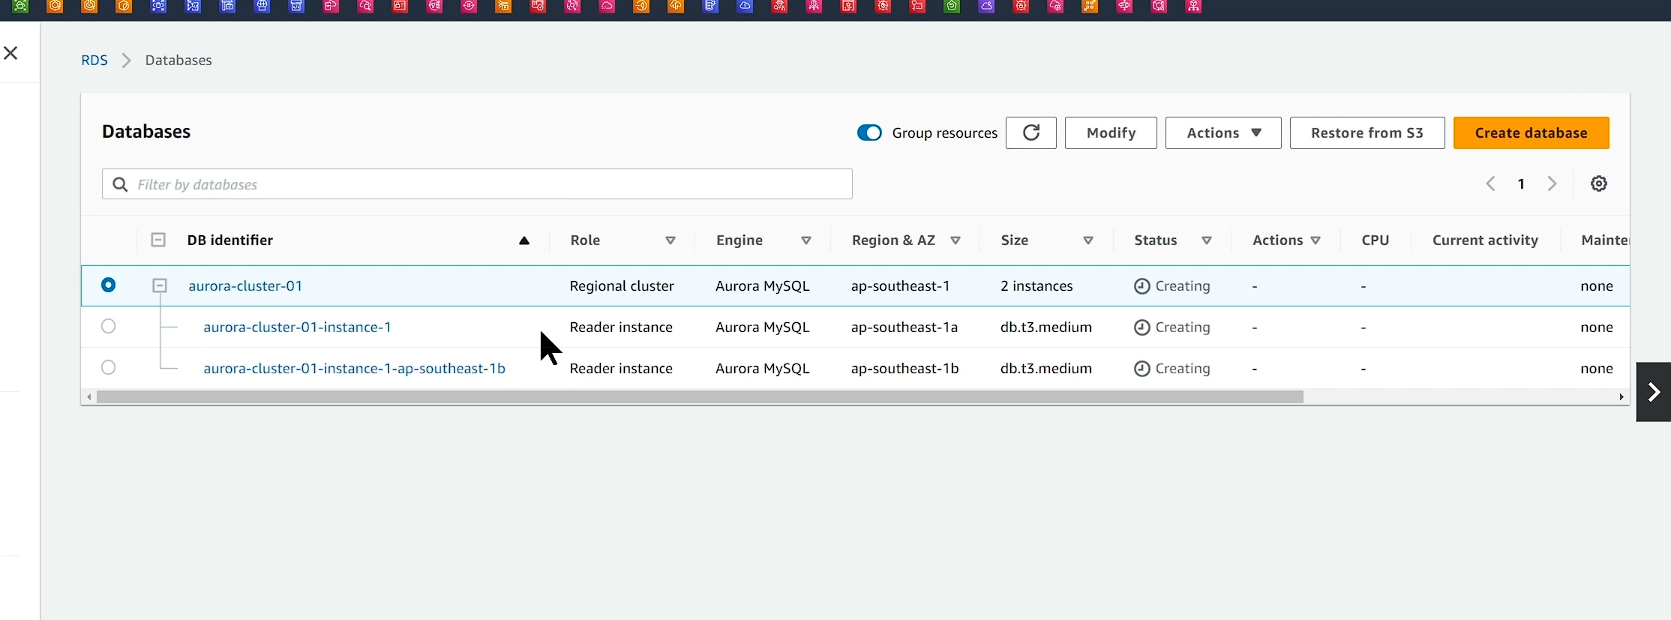 RDS Databases
Databases
Group resources Modify Actions Restore from S3 Create database
Filter by databases
1
DB identifier Role Engine Region & AZ Size Status Actions CPU Current activity Mainte
aurora-cluster-01 Regional cluster Aurora MySQL ap-southeast-1 2 instances Creating - - none
aurora-cluster-01-instance-1 Reader instance Aurora MySQL ap-southeast-1a db.t3.medium Creating - - none
aurora-cluster-01-instance-1-ap-southeast-1b Reader instance Aurora MySQL ap-southeast-1b db.t3.medium Creating - - none